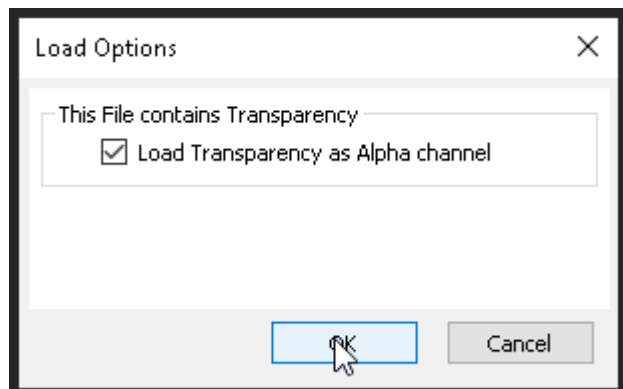 Load Options
This File contains Transparency
Load Transparency as Alpha channel
OK
Cancel